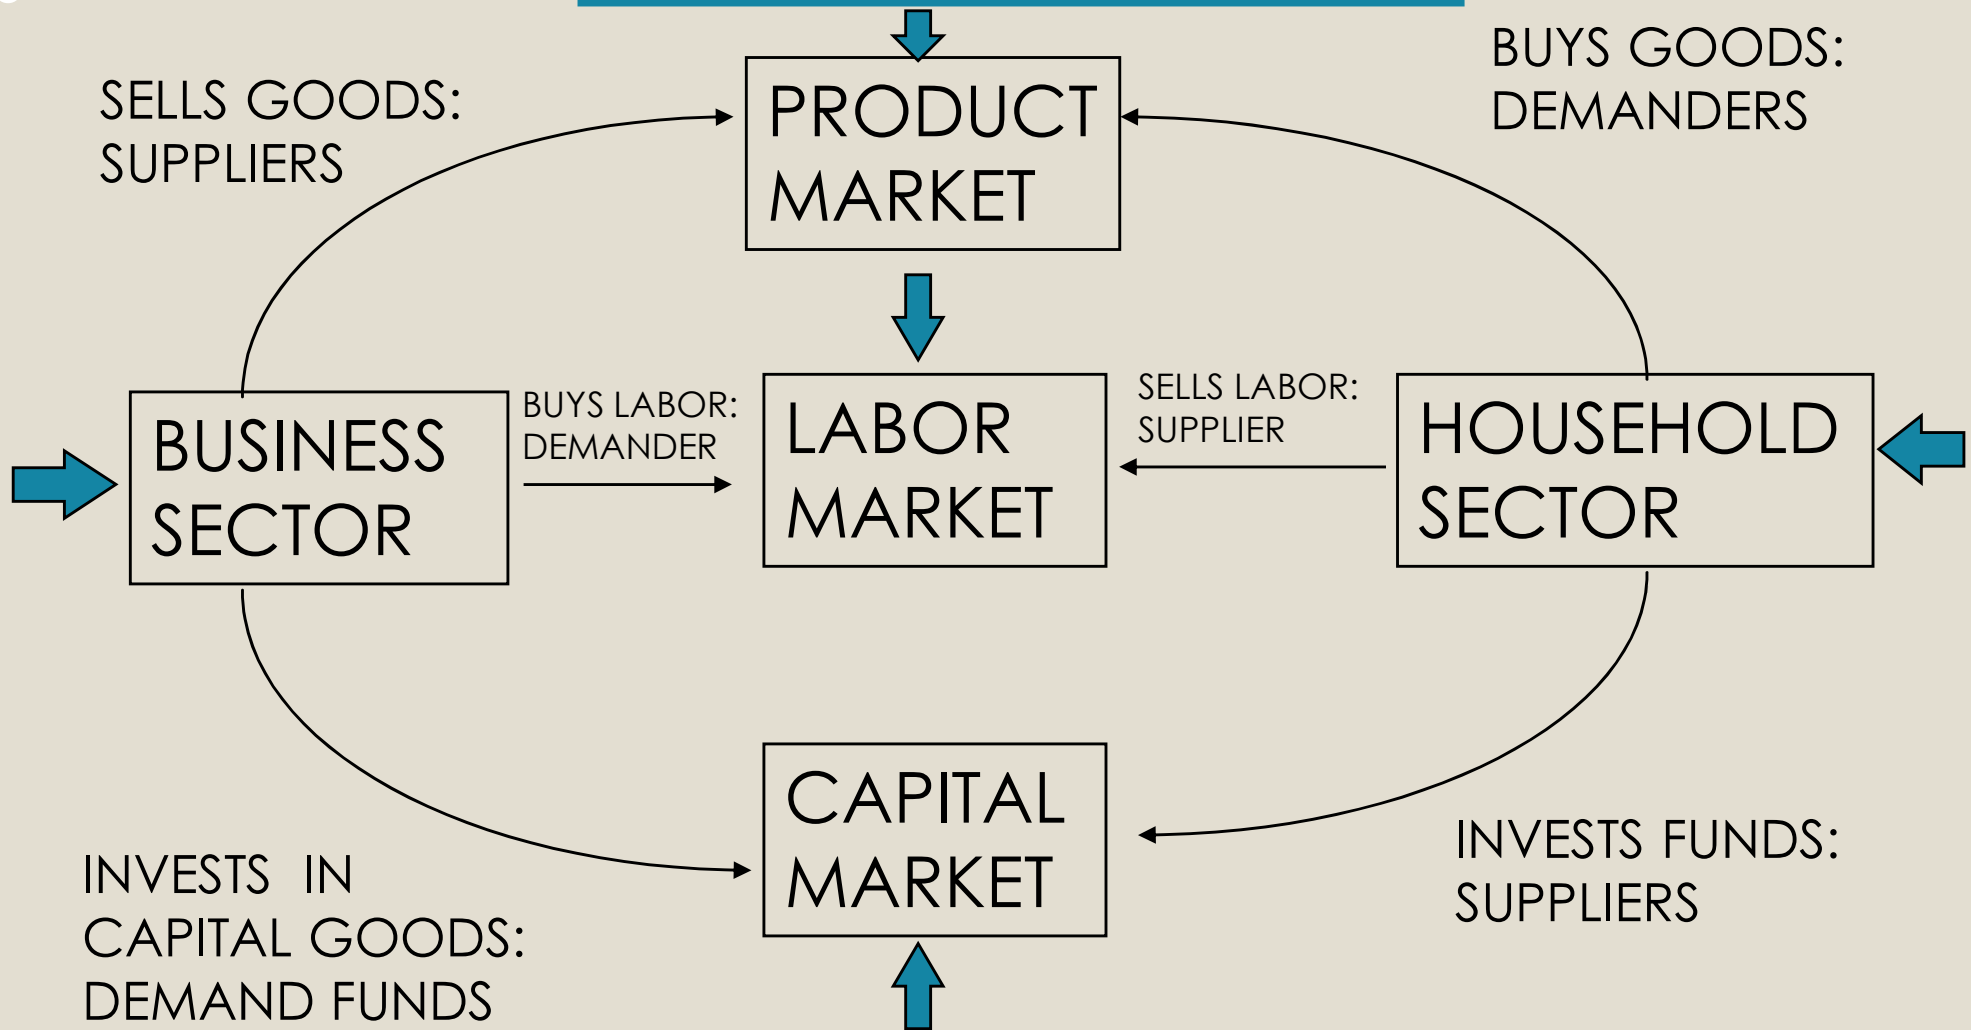 SELLS GOODS:
SUPPLIERS
PRODUCT
MARKET
BUYS GOODS:
DEMANDERS
BUSINESS
SECTOR
BUYS LABOR:
DEMANDER
LABOR
MARKET
SELLS LABOR:
SUPPLIER
HOUSEHOLD
SECTOR
INVESTS IN
CAPITAL GOODS:
DEMAND FUNDS
CAPITAL
MARKET
INVESTS FUNDS:
SUPPLIERS